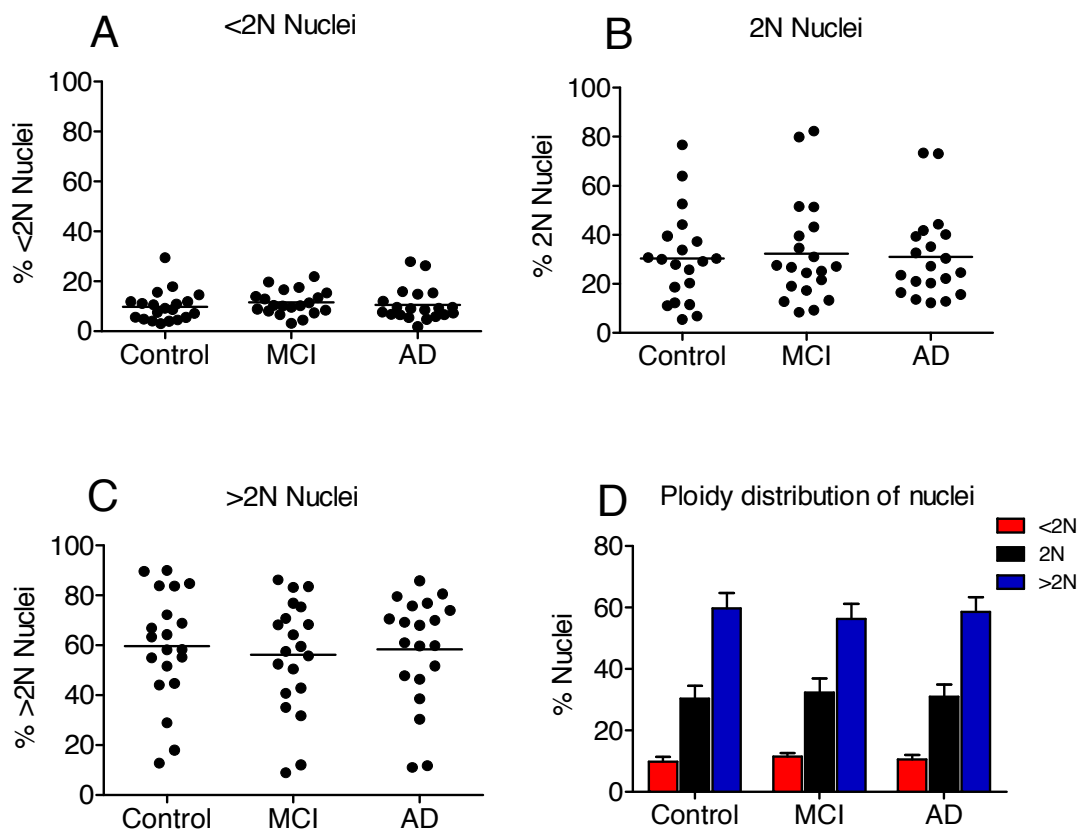 A
<2N Nuclei
% <2N Nuclei
100
80
60
40
20
0
Control MCI AD
B
2N Nuclei
% 2N Nuclei
100
80
60
40
20
0
Control MCI AD
C
>2N Nuclei
% >2N Nuclei
100
80
60
40
20
0
Control MCI AD
D
Ploidy distribution of nuclei
<2N
2N
>2N
% Nuclei
80
60
40
20
0
Control MCI AD